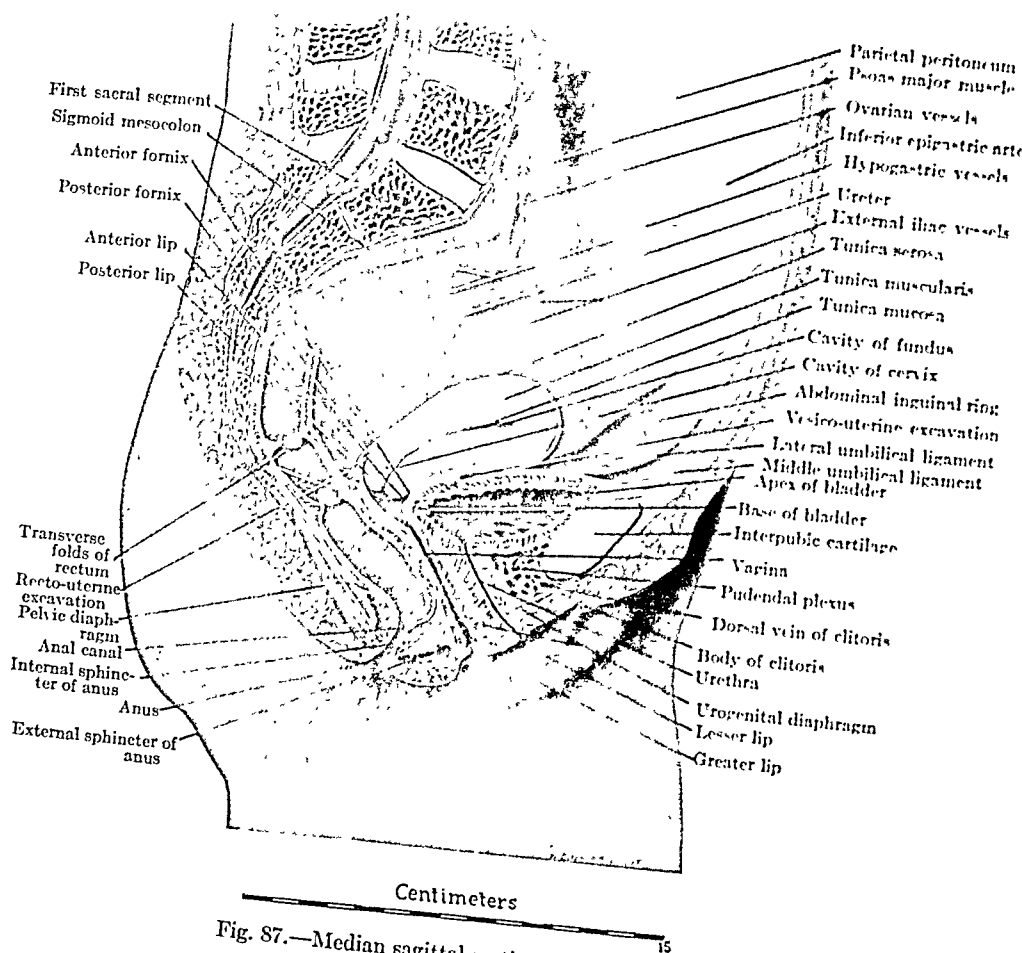 First sacral segment
Sigmoid mesocolon
Anterior fornix
Posterior fornix
Anterior lip
Posterior lip
Transverse
folds of
rectum
Recto-uterine
excavation
Pelvic diaph-
ragm
Anal canal
Internal sphinc-
ter of anus
Anus
External sphincter of
anus
Parietal peritoneum
Psoas major muscle
Ovarian vessels
Inferior epigastric arte
Hypogastric vessels
Ureter
External iliac vessels
Tunica serosa
Tunica muscularis
Tunica mucosa
Cavity of fundus
Cavity of cervix
Abdominal inguinal ring
Vesico-uterine excavation
Lateral umbilical ligament
Middle umbilical ligament
Apex of bladder
Base of bladder
Interpubic cartilage
Vagina
Pudendal plexus
Dorsal vein of clitoris
Body of clitoris
Urethra
Urogenital diaphragm
Lesser lip
Greater lip
Centimeters
15
Fig. 87.—Median sagittal